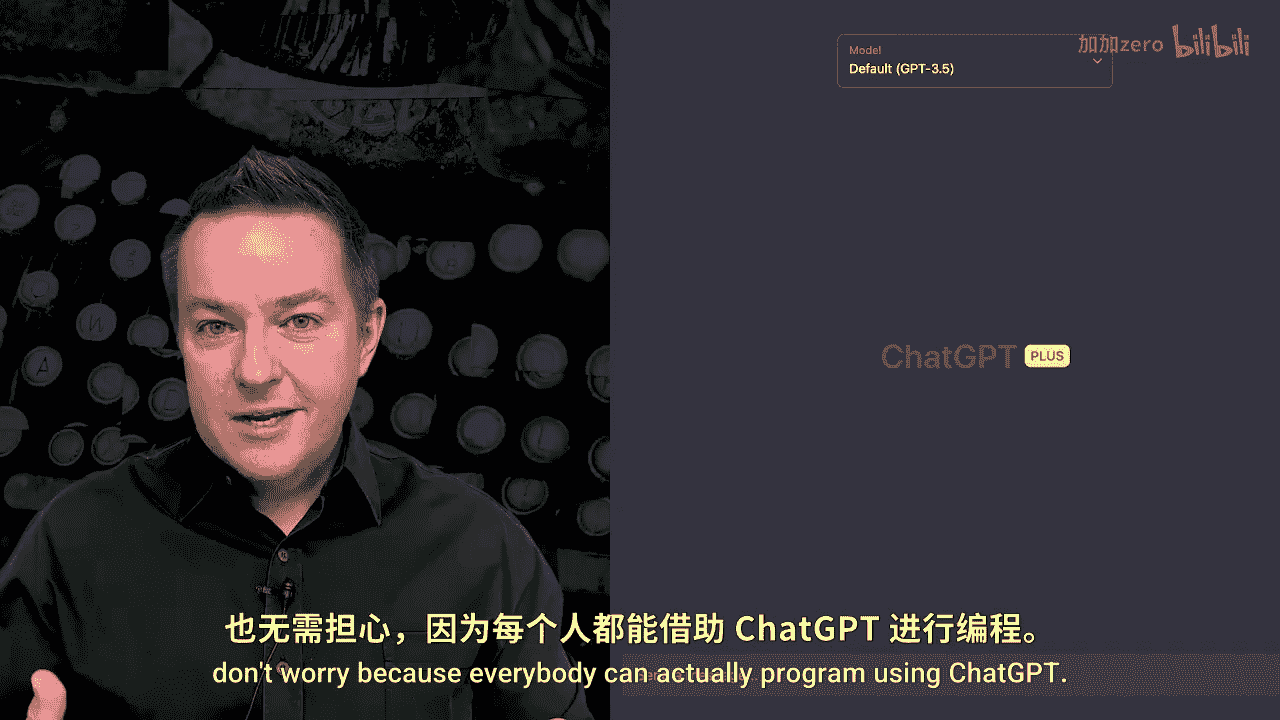 加加zero bilibili
Model
Default (GPT-3.5)
ChatGPT PLUS
也无需担心，因为每个人都能借助 ChatGPT 进行编程。
don't worry because everybody can actually program using ChatGPT.